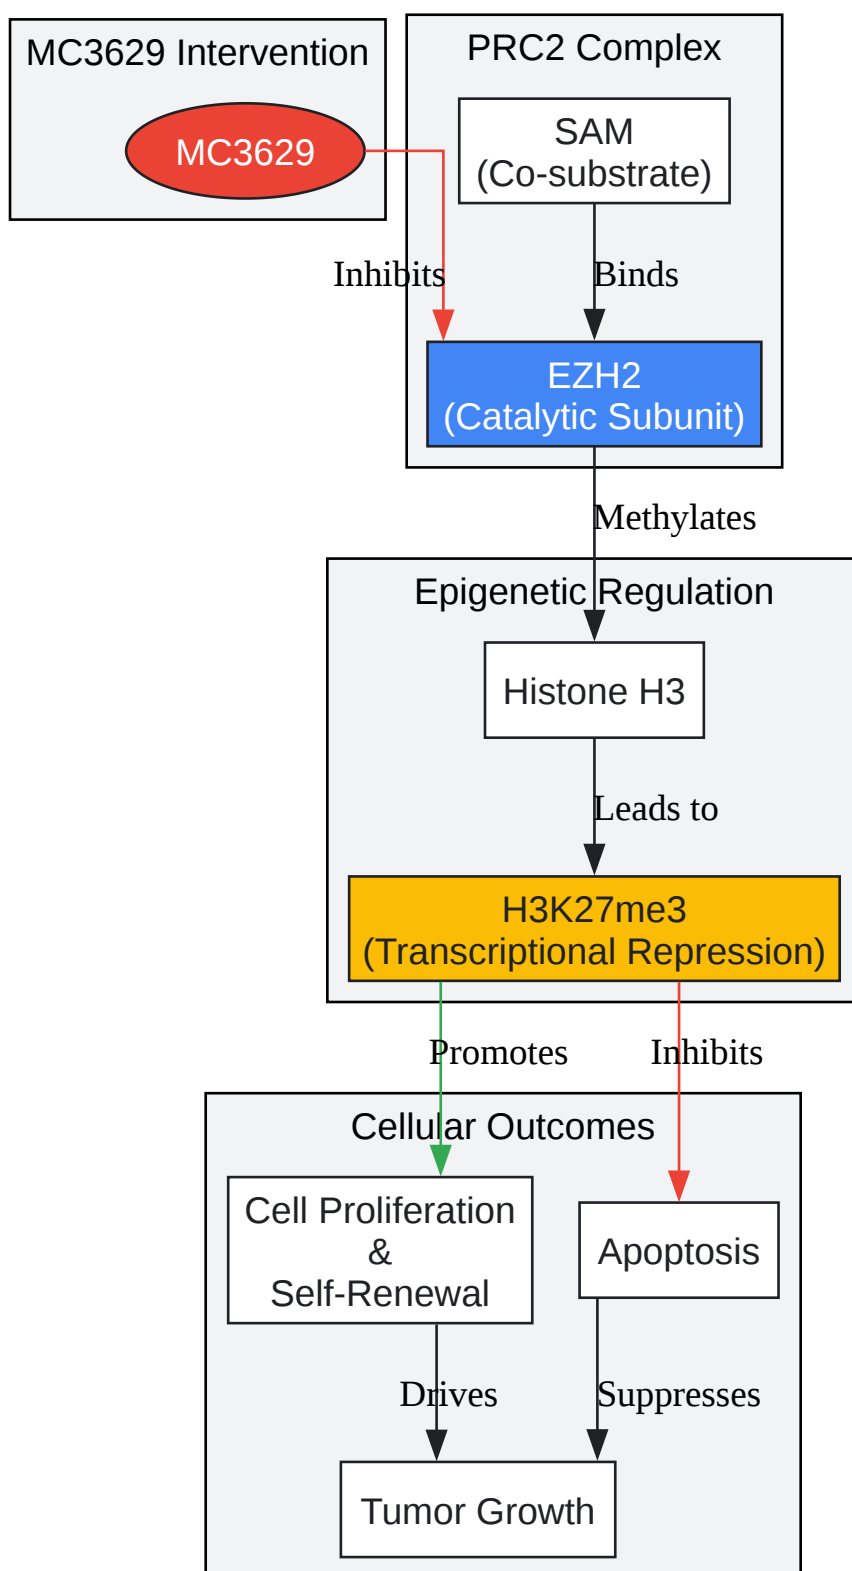 MC3629 Intervention
MC3629
PRC2 Complex
SAM
(Co-substrate)
Inhibits
Binds
EZH2
(Catalytic Subunit)
Methylates
Epigenetic Regulation
Histone H3
Leads to
H3K27me3
(Transcriptional Repression)
Promotes
Inhibits
Cellular Outcomes
Cell Proliferation
&
Self-Renewal
Apoptosis
Drives
Suppresses
Tumor Growth